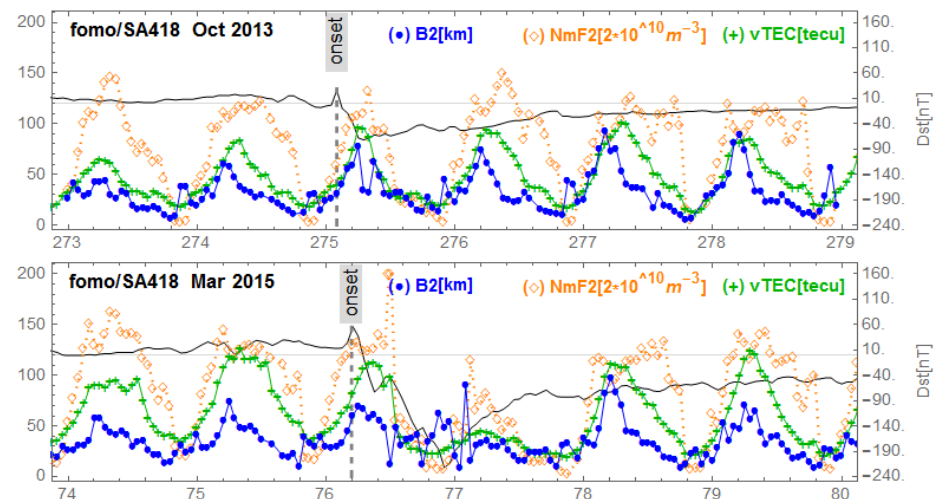 fomo/SA418 Oct 2013
onset
(•) B2[km]
(◇) NmF2[2*10^10 m^-3]
(+) vTEC[tecu]
200
150
100
50
0
160.
110.
60.
10.
-40.
-90.
-140.
-190.
-240.
Dst[nT]
273 274 275 276 277 278 279
fomo/SA418 Mar 2015
onset
(•) B2[km]
(◇) NmF2[2*10^10 m^-3]
(+) vTEC[tecu]
200
150
100
50
0
160.
110.
60.
10.
-40.
-90.
-140.
-190.
-240.
Dst[nT]
74 75 76 77 78 79 80